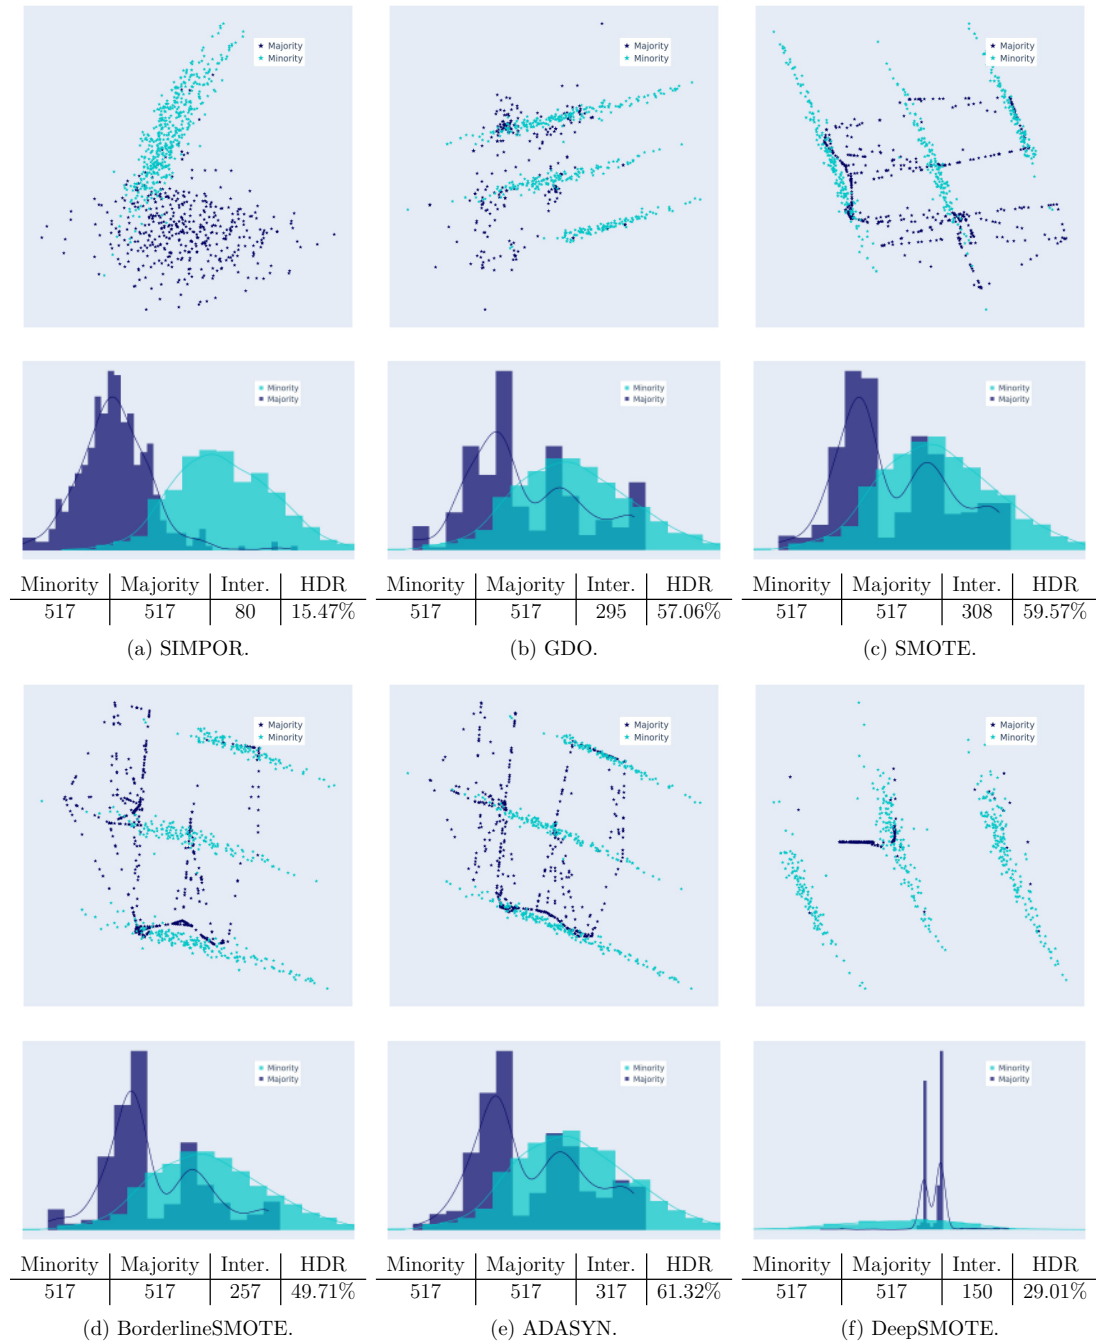 Majority
Minority
Majority
Minority
Majority
Minority
Minority
Majority
Minority
Majority
Minority
Majority
Minority Majority Inter. HDR
517 517 80 15.47%
(a) SIMPOR.
Minority Majority Inter. HDR
517 517 295 57.06%
(b) GDO.
Minority Majority Inter. HDR
517 517 308 59.57%
(c) SMOTE.
Majority
Minority
Majority
Minority
Majority
Minority
Minority
Majority
Minority
Majority
Minority
Majority
Minority Majority Inter. HDR
517 517 257 49.71%
(d) BorderlineSMOTE.
Minority Majority Inter. HDR
517 517 317 61.32%
(e) ADASYN.
Minority Majority Inter. HDR
517 517 150 29.01%
(f) DeepSMOTE.